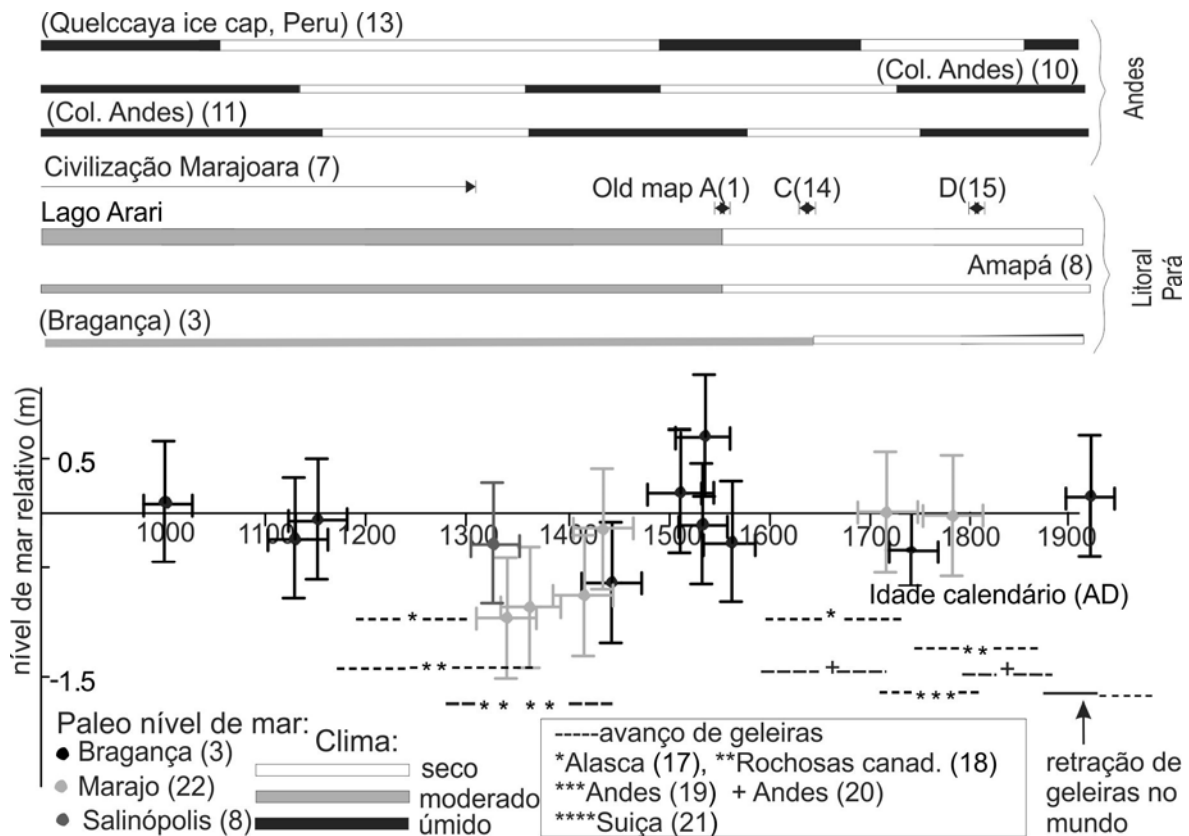 (Quelccaya ice cap, Peru) (13)
(Col. Andes) (10)
(Col. Andes) (11)
Andes
Civilização Marajoara (7)
Old map A(1) C(14) D(15)
Lago Arari
Amapá (8)
(Bragança) (3)
Litoral
Pará
nível de mar relativo (m)
0.5
1000 1100 1200 1300 1400 1500 1600 1700 1800 1900
Idade calendário (AD)
-1.5
*
*
**
**
+
+
* * * *
***
Paleo nível de mar:
Bragança (3)
Marajo (22)
Salinópolis (8)
Clima:
seco
moderado
úmido
-----avanço de geleiras
*Alasca (17), **Rochosas canad. (18)
***Andes (19) + Andes (20)
****Suiça (21)
retração de
geleiras no
mundo